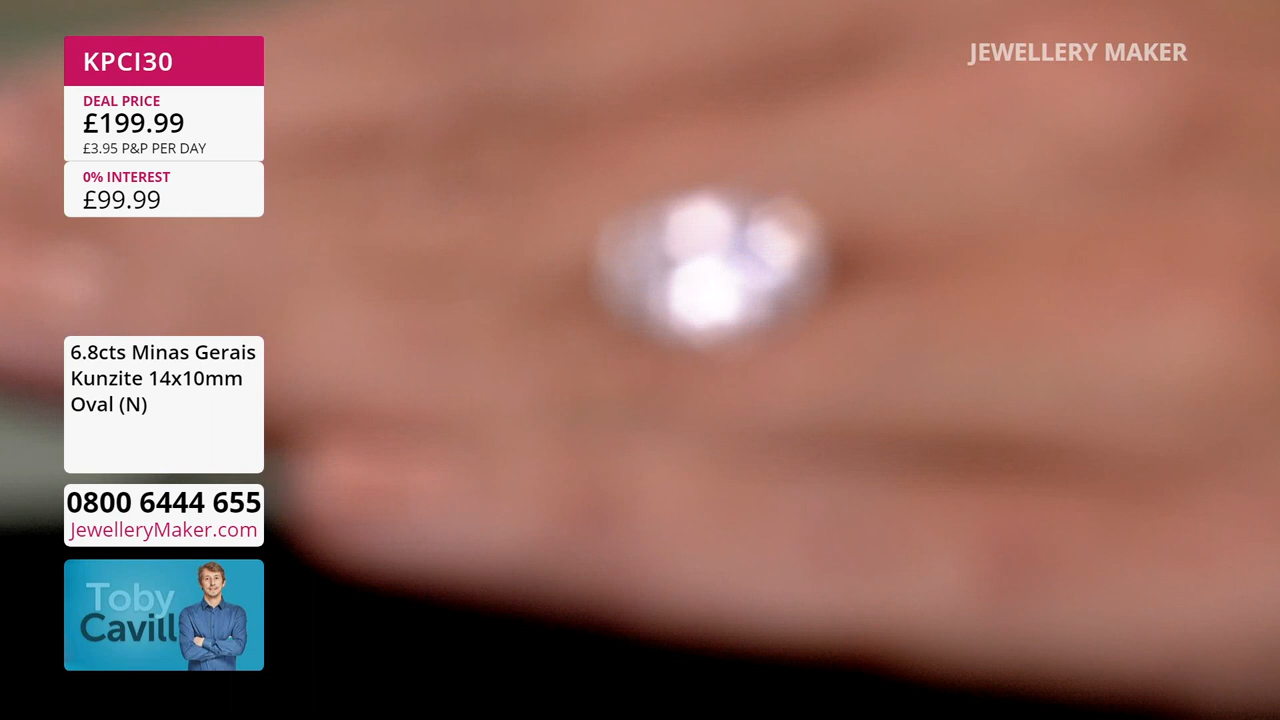 KPCI30
DEAL PRICE
£199.99
£3.95 P&P PER DAY
0% INTEREST
£99.99
6.8cts Minas Gerais
Kunzite 14x10mm
Oval (N)
0800 6444 655
JewelleryMaker.com
Toby
Cavill
JEWELLERY MAKER